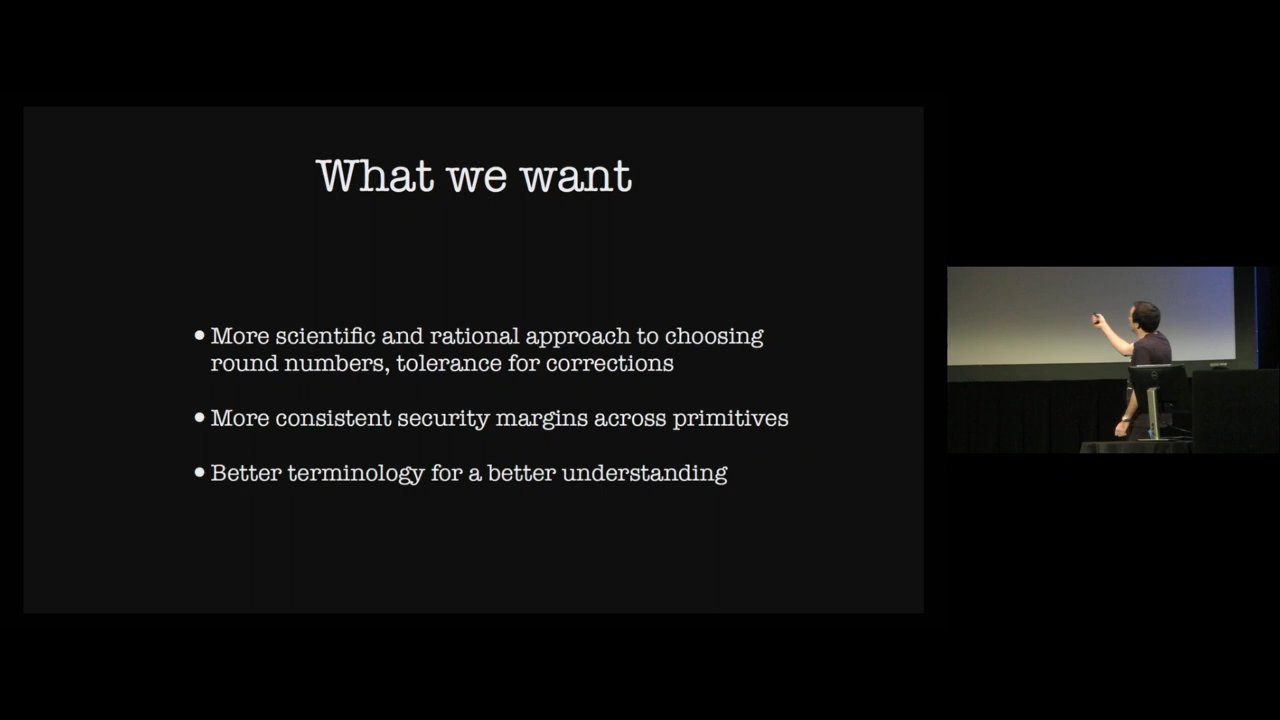 What we want
• More scientific and rational approach to choosing
round numbers, tolerance for corrections
• More consistent security margins across primitives
• Better terminology for a better understanding